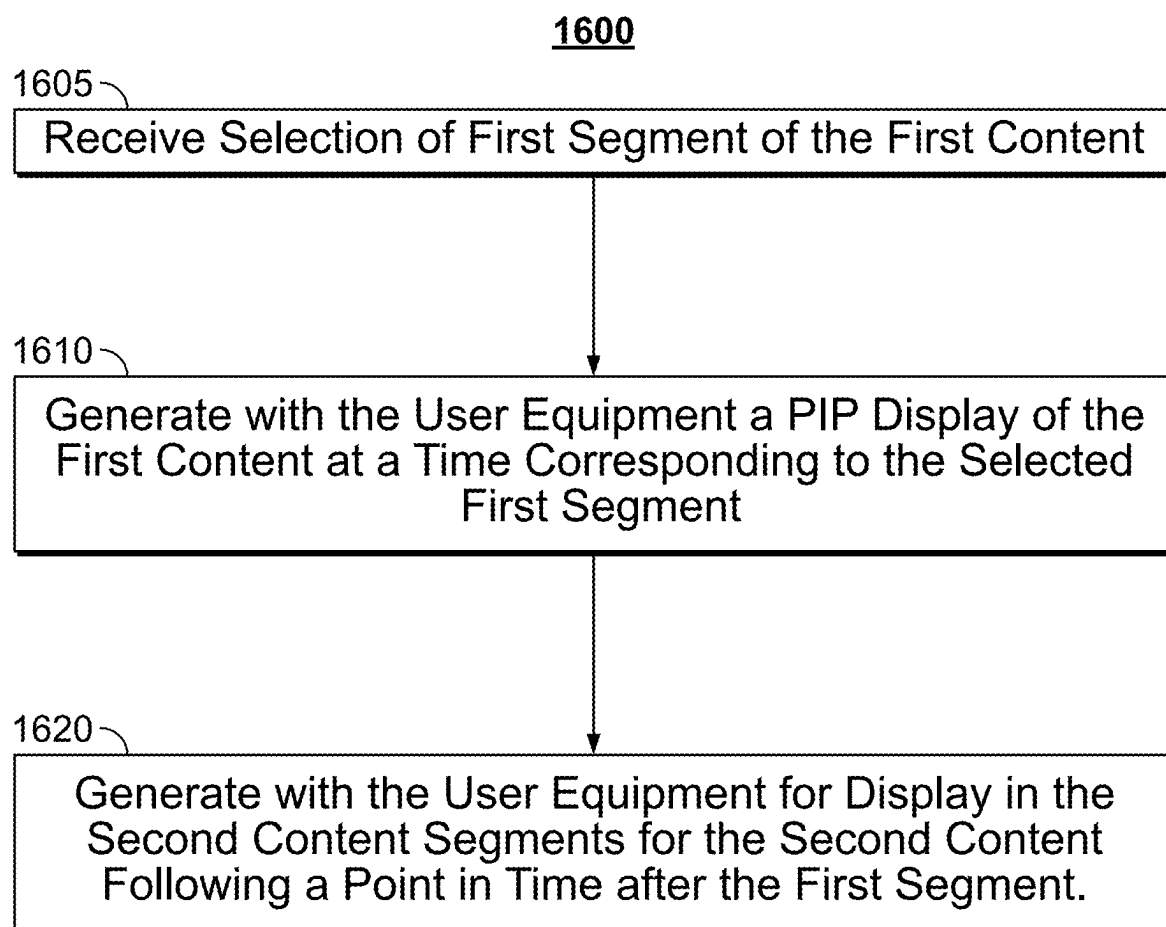 1600
1605
Receive Selection of First Segment of the First Content
1610
Generate with the User Equipment a PIP Display of the
First Content at a Time Corresponding to the Selected
First Segment
1620
Generate with the User Equipment for Display in the
Second Content Segments for the Second Content
Following a Point in Time after the First Segment.